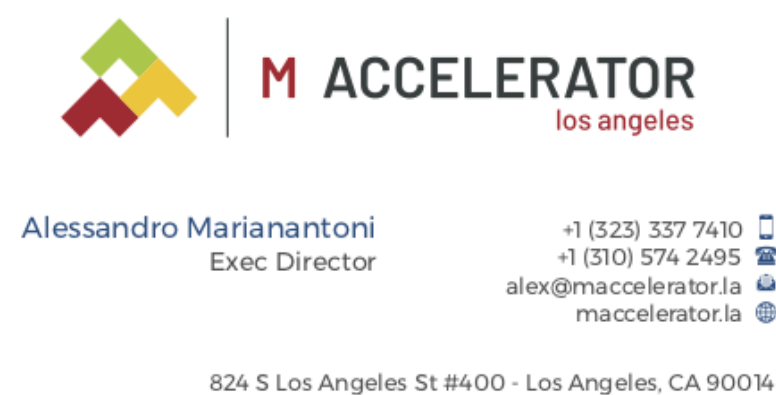 M ACCELERATOR
los angeles
Alessandro Marianantoni
Exec Director
+1 (323) 337 7410
+1 (310) 574 2495
alex@maccelerator.la
maccelerator.la
824 S Los Angeles St #400 - Los Angeles, CA 90014